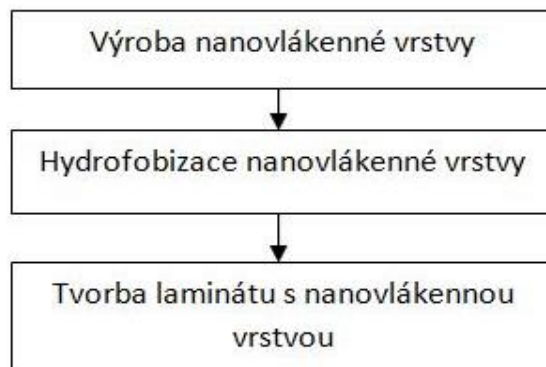 Výroba nanovlákenné vrstvy
Hydrofobizace nanovlákenné vrstvy
Tvorba laminátu s nanovlákennou
vrstvou